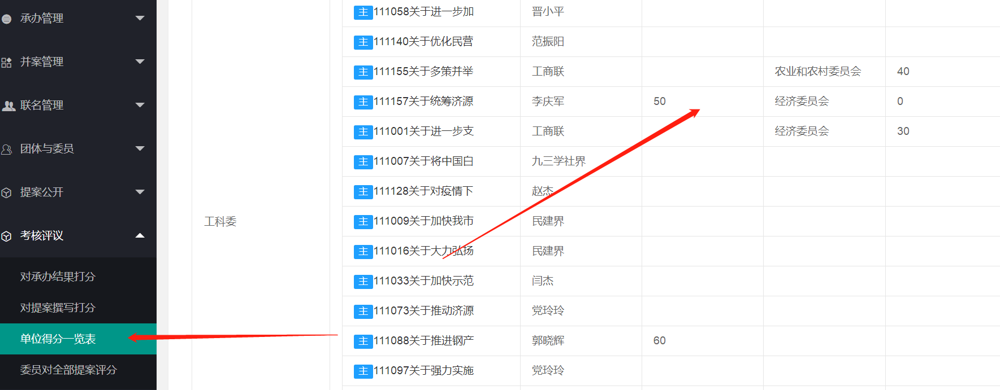 承办管理
并案管理
联名管理
团体与委员
提案公开
考核评议
对承办结果打分
对提案撰写打分
单位得分一览表
委员对全部提案评分
工科委
主 111058关于进一步加 晋小平
主 111140关于优化民营 范振阳
主 111155关于多策并举 工商联 农业和农村委员会 40
主 111157关于统筹济源 李庆军 50 经济委员会 0
主 111001关于进一步支 工商联 经济委员会 30
主 111007关于将中国白 九三学社界
主 111128关于对疫情下 赵杰
主 111009关于加快我市 民建界
主 111016关于大力弘扬 民建界
主 111033关于加快示范 闫杰
主 111073关于推动济源 党玲玲
主 111088关于推进钢产 郭晓辉 60
主 111097关于强力实施 党玲玲